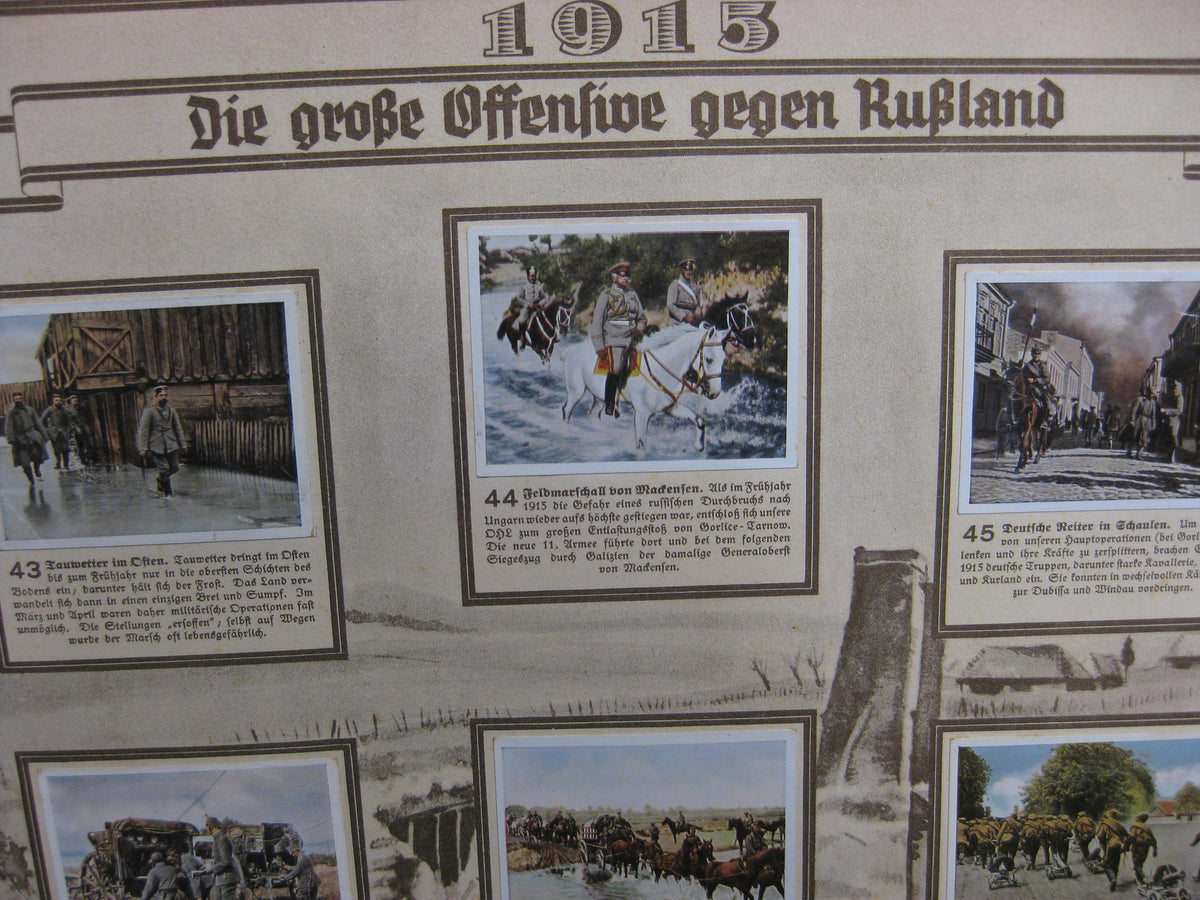 1915
Die große Offensive gegen Rußland
43 Tauwetter im Osten. Tauwetter dringt im Osten
bis zum Frühjahr nur in die obersten Schichten des
Bodens ein; darunter hält sich der Frost. Das Land ver-
wandelt sich dann in einen einzigen Brei und Sumpf. Im
März und April waren daher militärische Operationen fast
unmöglich. Die Stellungen „ersoffen"; selbst auf Wegen
wurde der Marsch oft lebensgefährlich.
44 Feldmarschall von Mackensen. Als im Frühjahr
1915 die Gefahr eines russischen Durchbruchs nach
Ungarn wieder aufs höchste gestiegen war, entschloß sich unsere
OHL zum großen Entlastungsstoß von Gorlice-Tarnow.
Die neue 11. Armee führte dort und bei dem folgenden
Siegeszug durch Galizien der damalige Generaloberst
von Mackensen.
45 Deutsche Reiter in Schaulen. Um
von unseren Hauptoperationen (bei Gorl
lenken und ihre Kräfte zu zersplittern, brachen
1915 deutsche Truppen, darunter starke Kavallerie,
und Kurland ein. Sie konnten in wechselvollen
zur Dubissa und Windau vordringen.